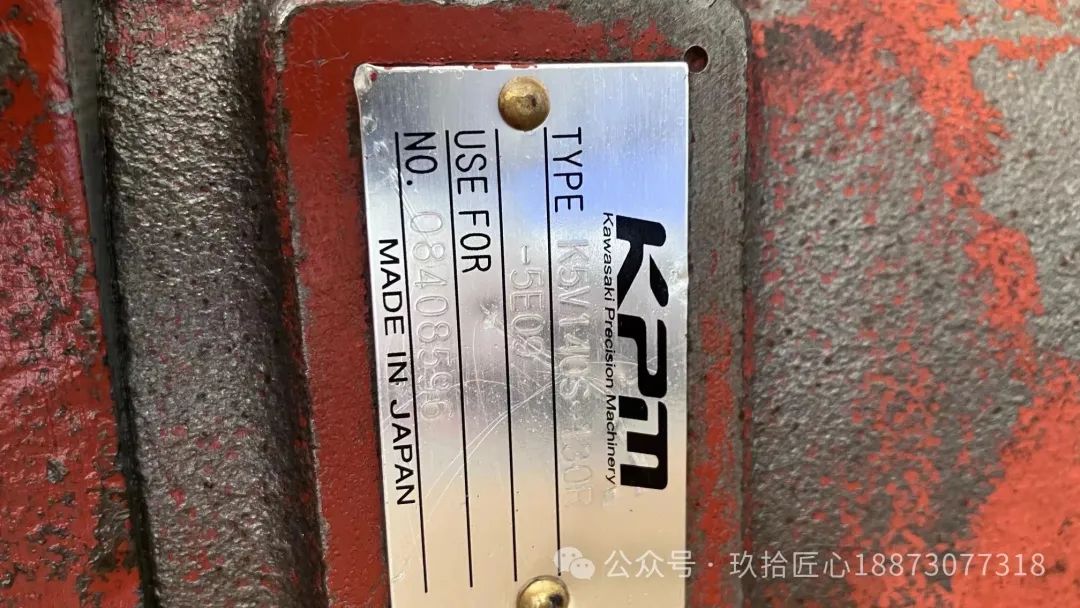 KPM
Kawasaki Precision Machinery
TYPE K5V140S-130R
-5E09
USE FOR
NO. 08408596
MADE IN JAPAN
公众号·玖拾匠心18873077318